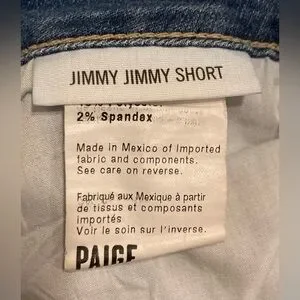 JIMMY JIMMY SHORT
2% Spandex
Made in Mexico of Imported
fabric and components.
See care on reverse.
Fabriqué aux Mexique à partir
de tissus et composants
importés
Voir le soin sur l'inverse.
PAIGE